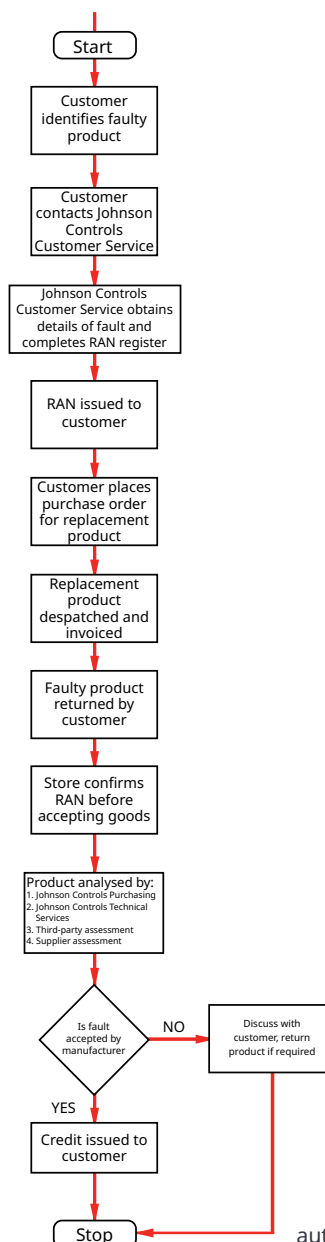 Start
Customer
identifies faulty
product
Customer
contacts Johnson
Controls
Customer Service
Johnson Controls
Customer Service obtains
details of fault and
completes RAN register
RAN issued to
customer
Customer places
purchase order
for replacement
product
Replacement
product
despatched and
invoiced
Faulty product
returned by
customer
Store confirms
RAN before
accepting goods
Product analysed by:
1. Johnson Controls Purchasing
2. Johnson Controls Technical
Services
3. Third-party assessment
4. Supplier assessment
Is fault
accepted by
manufacturer
NO
Discuss with
customer, return
product if required
YES
Credit issued to
customer
Stop
aut